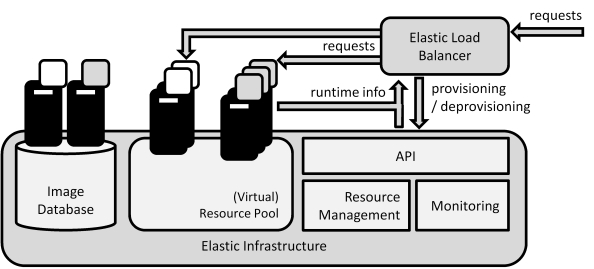 requests
Elastic Load
Balancer
requests
runtime info
provisioning
/ deprovisioning
API
Image
Database
(Virtual)
Resource Pool
Resource
Management
Monitoring
Elastic Infrastructure